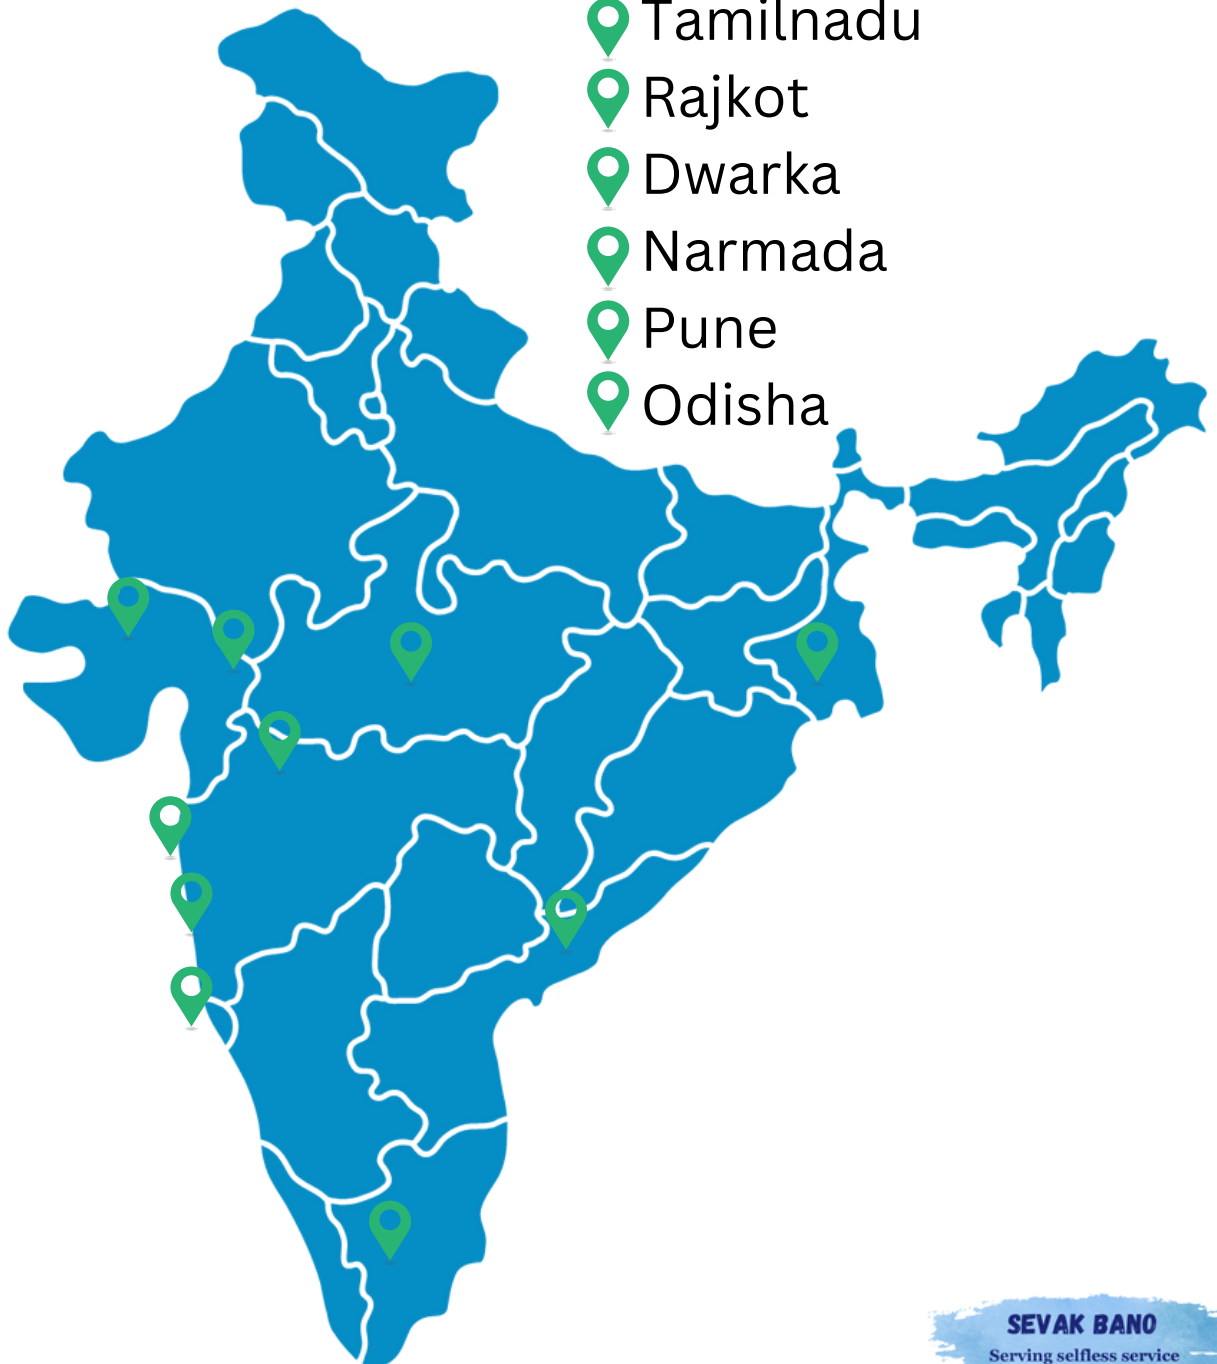 Tamilnadu
Rajkot
Dwarka
Narmada
Pune
Odisha
SEVAK BANO
Serving selfless service